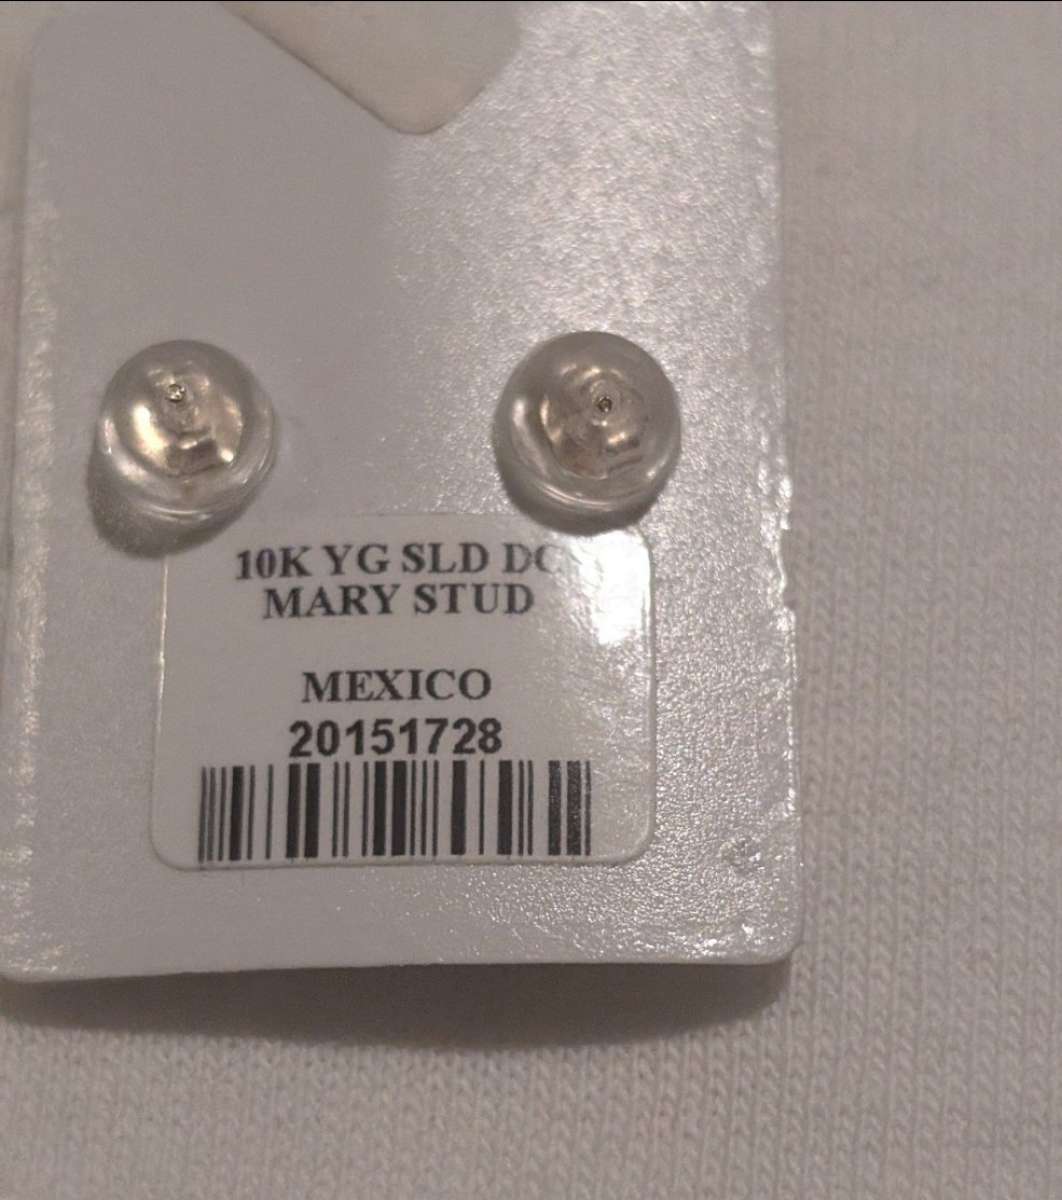 10K YG SLD DC
MARY STUD
MEXICO
20151728